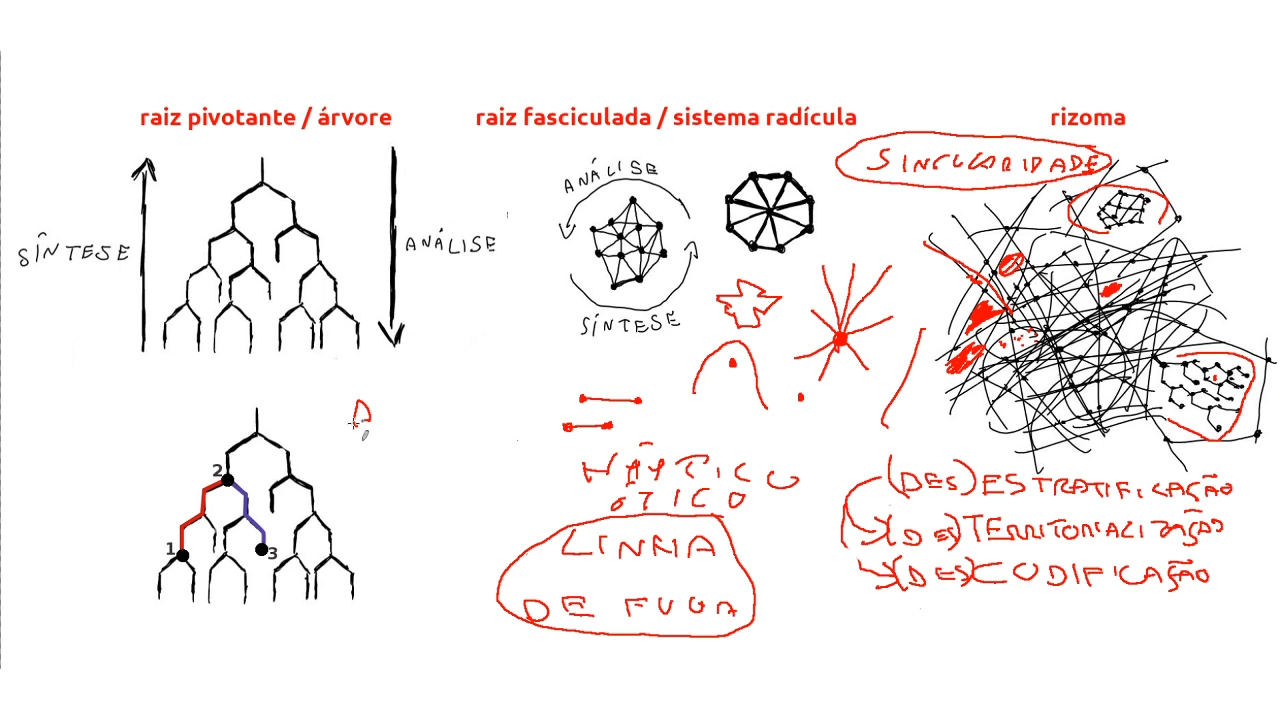 raiz pivotante / árvore
raiz fasciculada / sistema radícula
rizoma
SÍNTESE
ANÁLISE
ANÁLISE
SÍNTESE
SINGULARIDADE
2
1
3
HÁPTICO
ÓTICO
LINHA
DE FUGA
(DES)ESTRATIFICAÇÃO
(DES)TERRITORIALIZAÇÃO
(DES)CODIFICAÇÃO